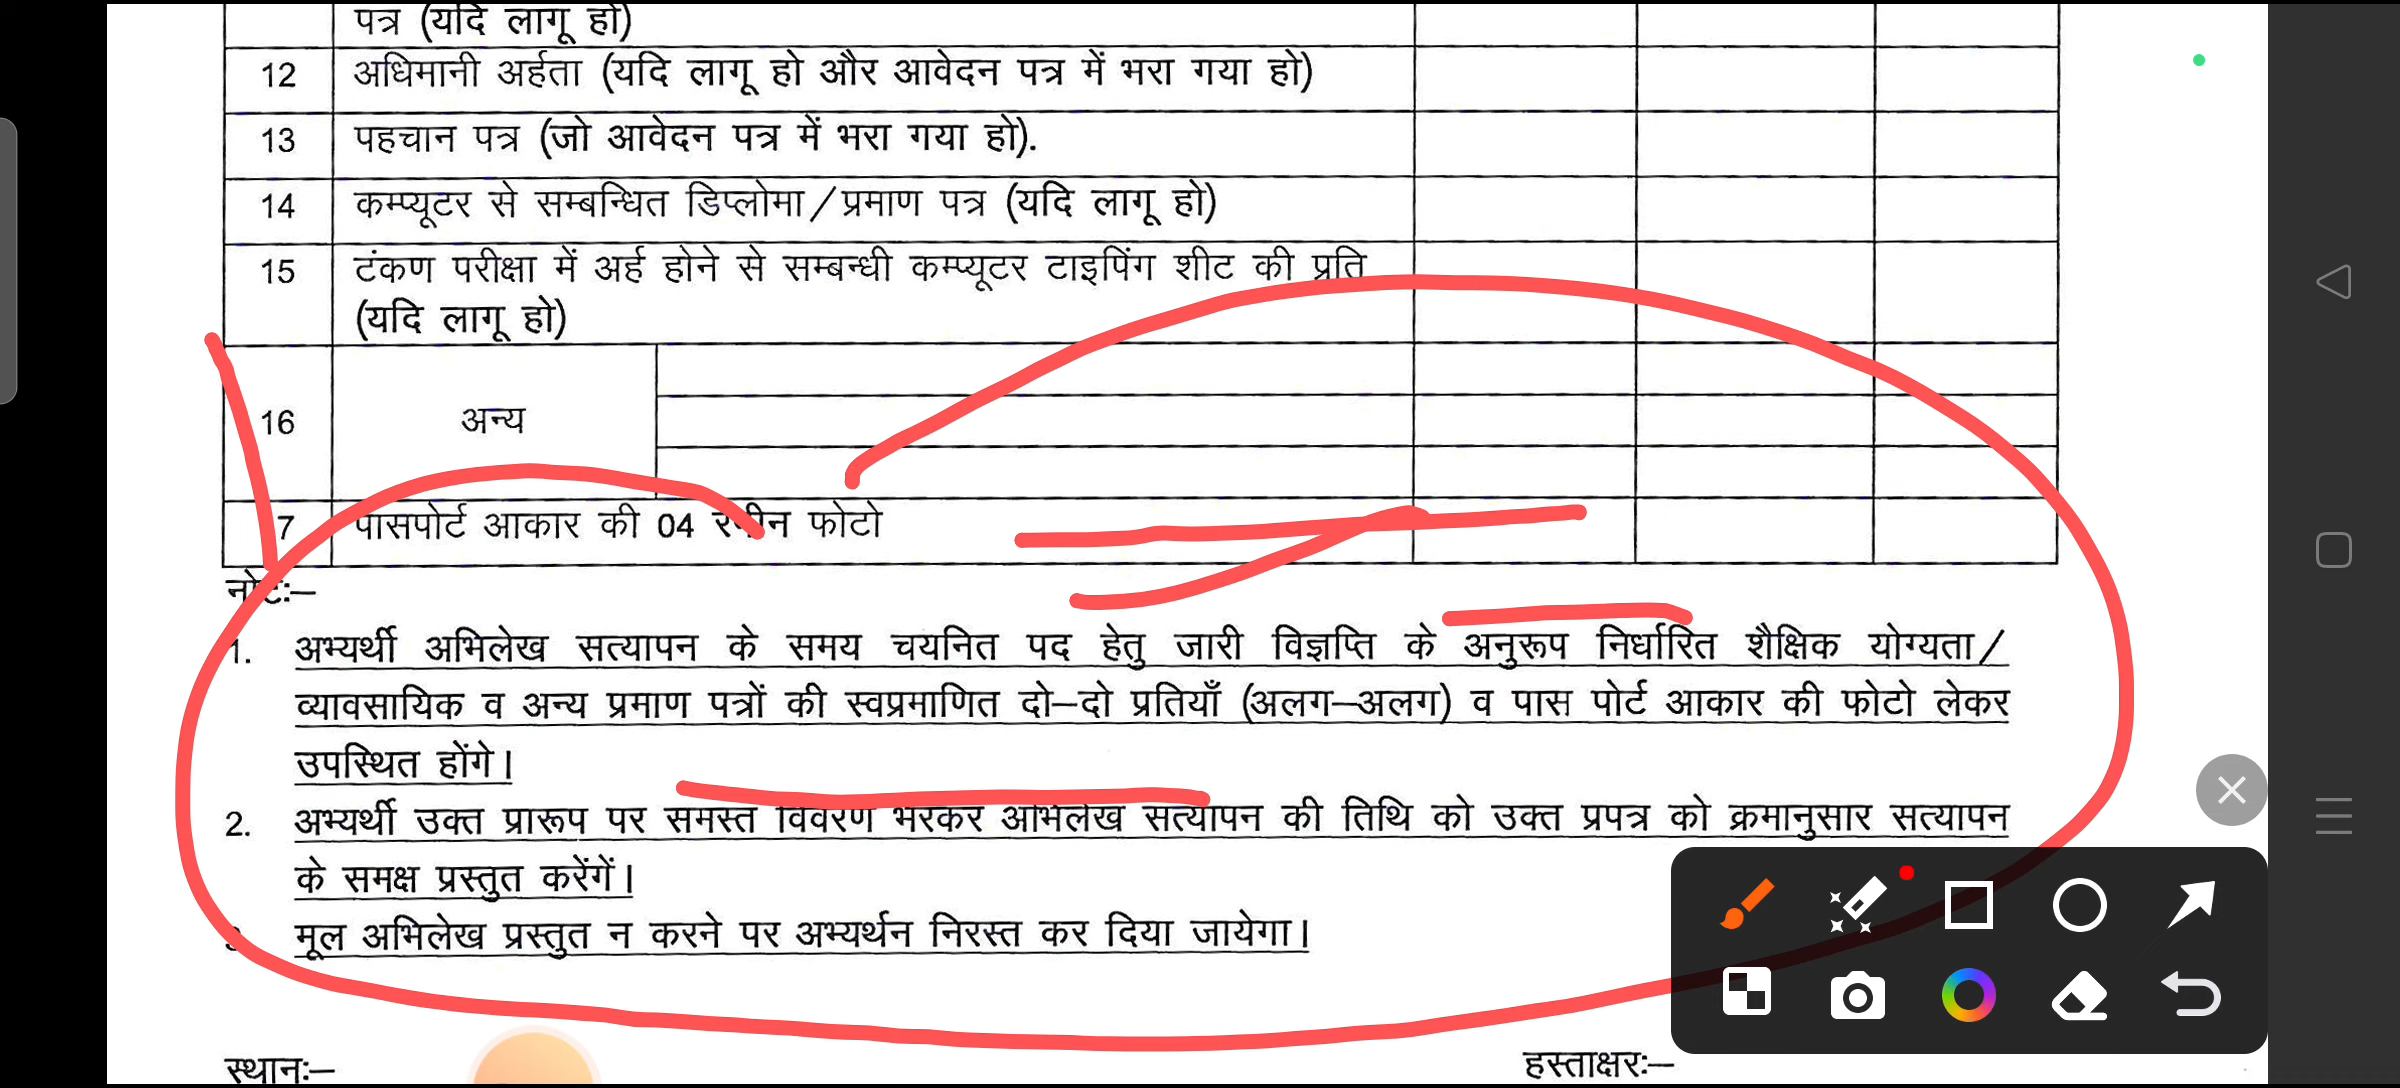 पत्र (यदि लागू हो)
12 अधिमानी अर्हता (यदि लागू हो और आवेदन पत्र में भरा गया हो)
13 पहचान पत्र (जो आवेदन पत्र में भरा गया हो).
14 कम्प्यूटर से सम्बन्धित डिप्लोमा/प्रमाण पत्र (यदि लागू हो)
15 टंकण परीक्षा में अर्ह होने से सम्बन्धी कम्प्यूटर टाइपिंग शीट की प्रति
(यदि लागू हो)
16 अन्य
7 पासपोर्ट आकार की 04 फोटो
नोटः–
1. अभ्यर्थी अभिलेख सत्यापन के समय चयनित पद हेतु जारी विज्ञप्ति के अनुरूप निर्धारित शैक्षिक योग्यता/
व्यावसायिक व अन्य प्रमाण पत्रों की स्वप्रमाणित दो–दो प्रतियाँ (अलग–अलग) व पास पोर्ट आकार की फोटो लेकर
उपस्थित होंगे।
2. अभ्यर्थी उक्त प्रारूप पर समस्त विवरण भरकर अभिलेख सत्यापन की तिथि को उक्त प्रपत्र को क्रमानुसार सत्यापन
के समक्ष प्रस्तुत करेंगें।
मूल अभिलेख प्रस्तुत न करने पर अभ्यर्थन निरस्त कर दिया जायेगा।
स्थानः–
हस्ताक्षरः–